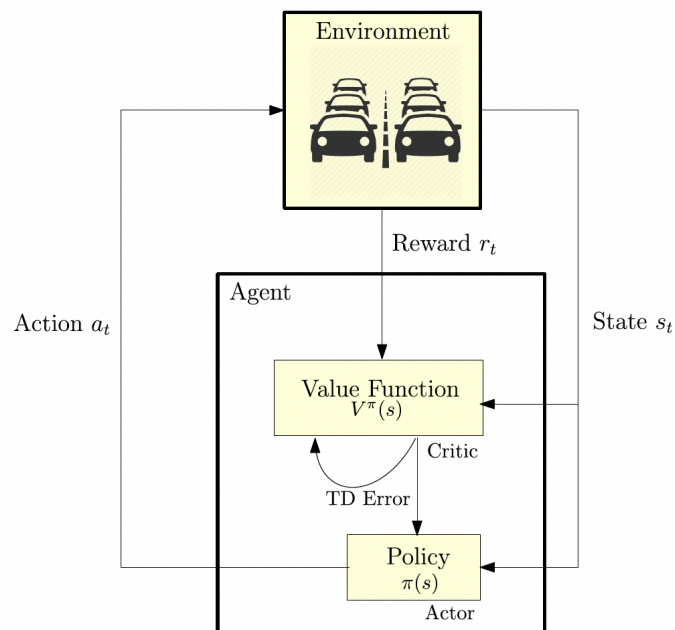 Environment
Reward r_t
Agent
Action a_t
State s_t
Value Function
V^π(s)
Critic
TD Error
Policy
π(s)
Actor